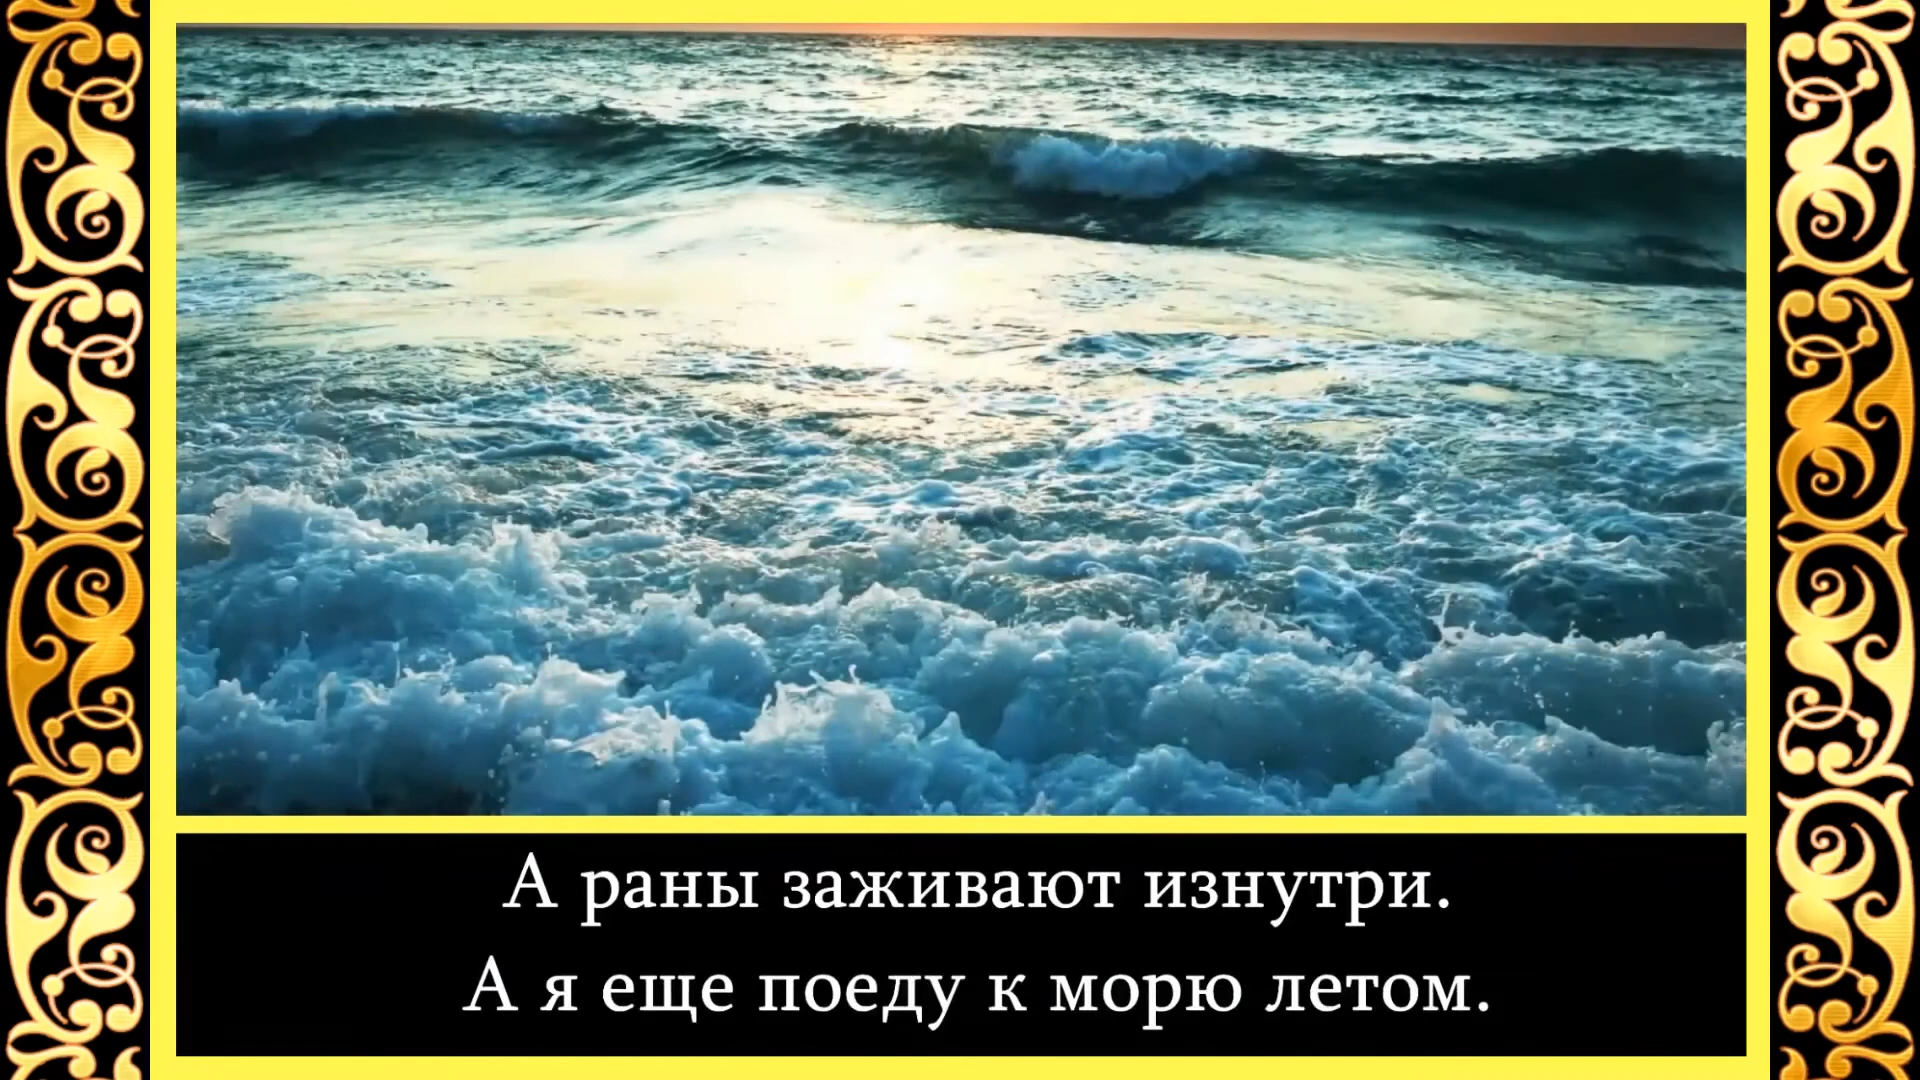 А раны заживают изнутри.
А я еще поеду к морю летом.